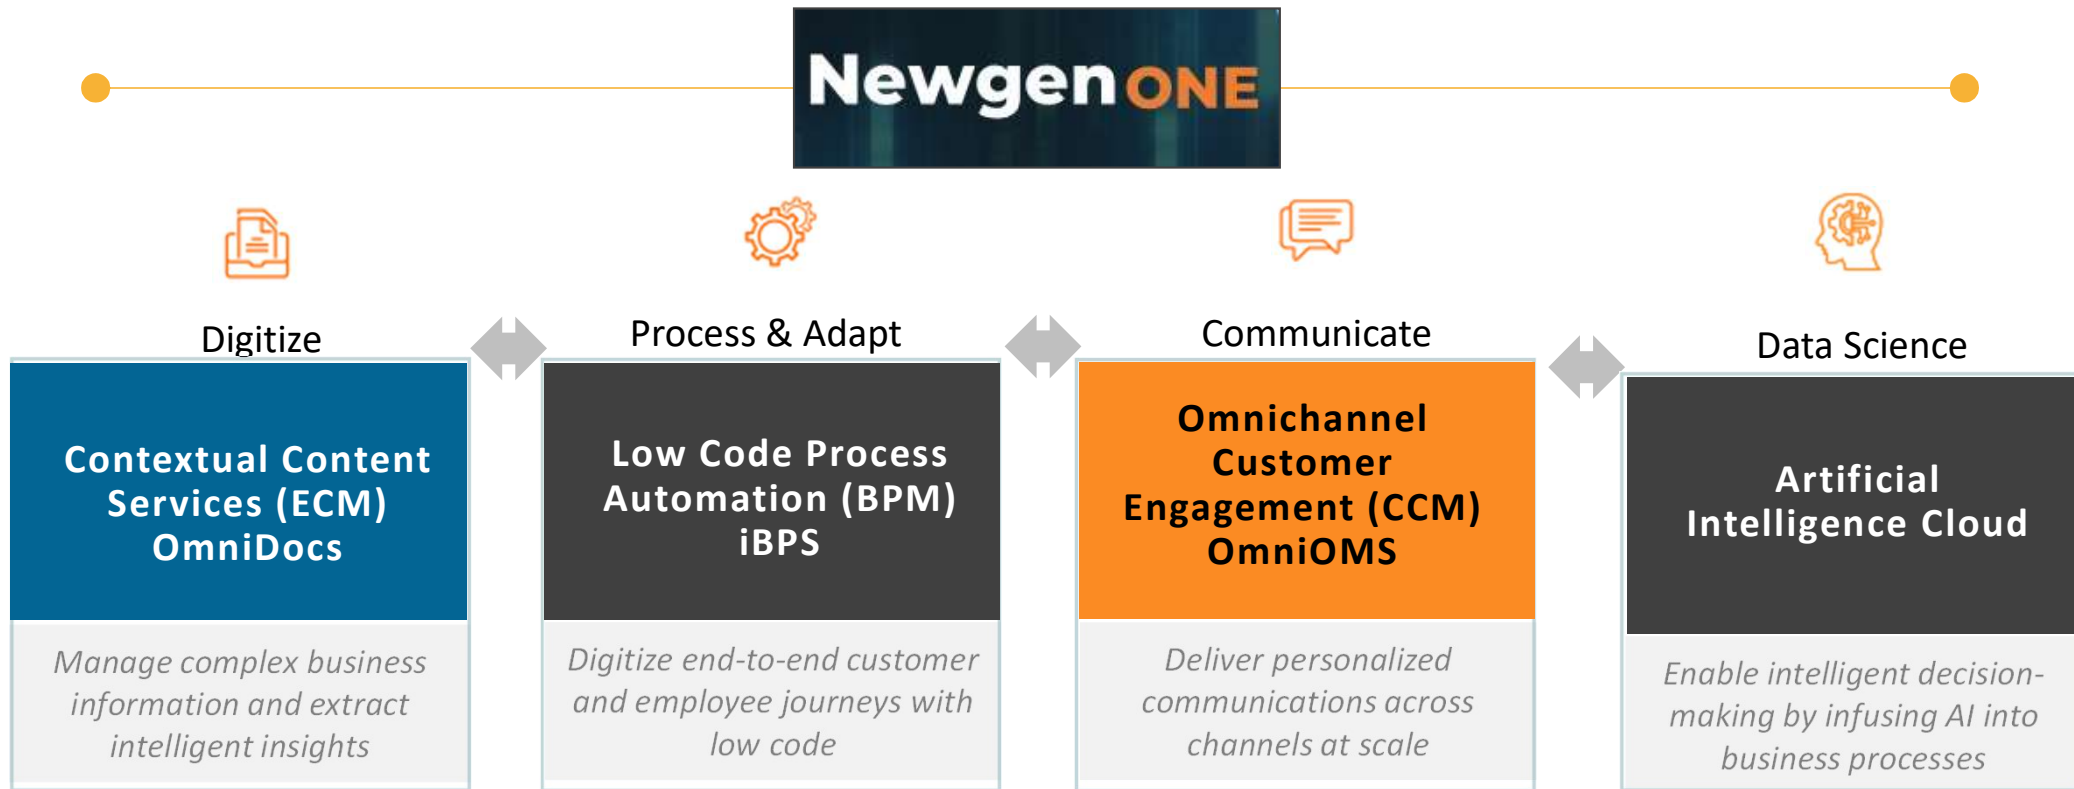 Newgen ONE
Digitize
Contextual Content
Services (ECM)
OmniDocs
Manage complex business
information and extract
intelligent insights
Process & Adapt
Low Code Process
Automation (BPM)
iBPS
Digitize end-to-end customer
and employee journeys with
low code
Communicate
Omnichannel
Customer
Engagement (CCM)
OmniOMS
Deliver personalized
communications across
channels at scale
Data Science
Artificial
Intelligence Cloud
Enable intelligent decision-
making by infusing AI into
business processes